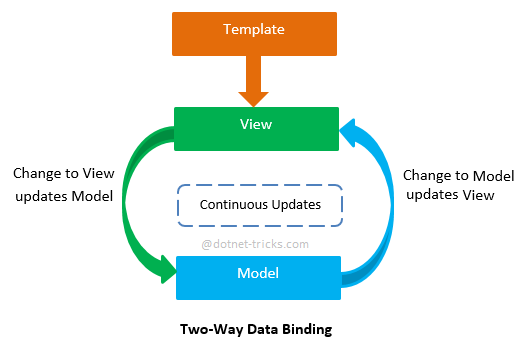 Template
View
Change to View
updates Model
Change to Model
updates View
Continuous Updates
@dotnet-tricks.com
Model
Two-Way Data Binding